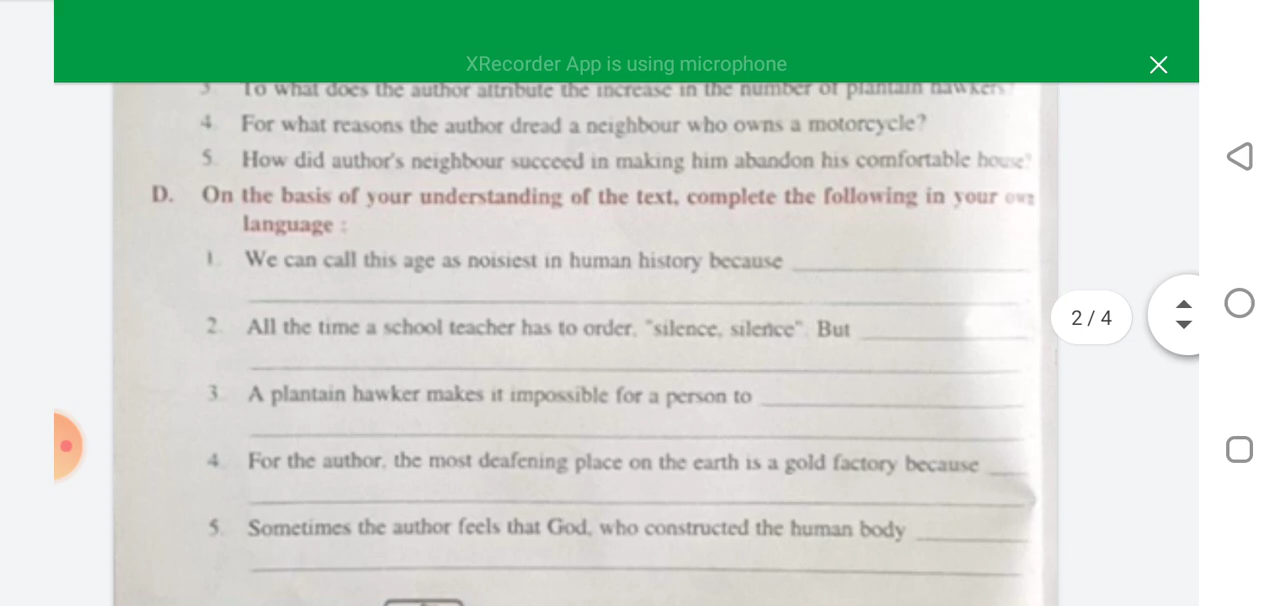 XRecorder App is using microphone
3. To what does the author attribute the increase in the number of plantain hawkers?
4. For what reasons the author dread a neighbour who owns a motorcycle?
5. How did author's neighbour succeed in making him abandon his comfortable house?
D. On the basis of your understanding of the text, complete the following in your own
language :
1. We can call this age as noisiest in human history because
2. All the time a school teacher has to order, "silence, silence". But
2 / 4
3. A plantain hawker makes it impossible for a person to
4. For the author, the most deafening place on the earth is a gold factory because
5. Sometimes the author feels that God, who constructed the human body